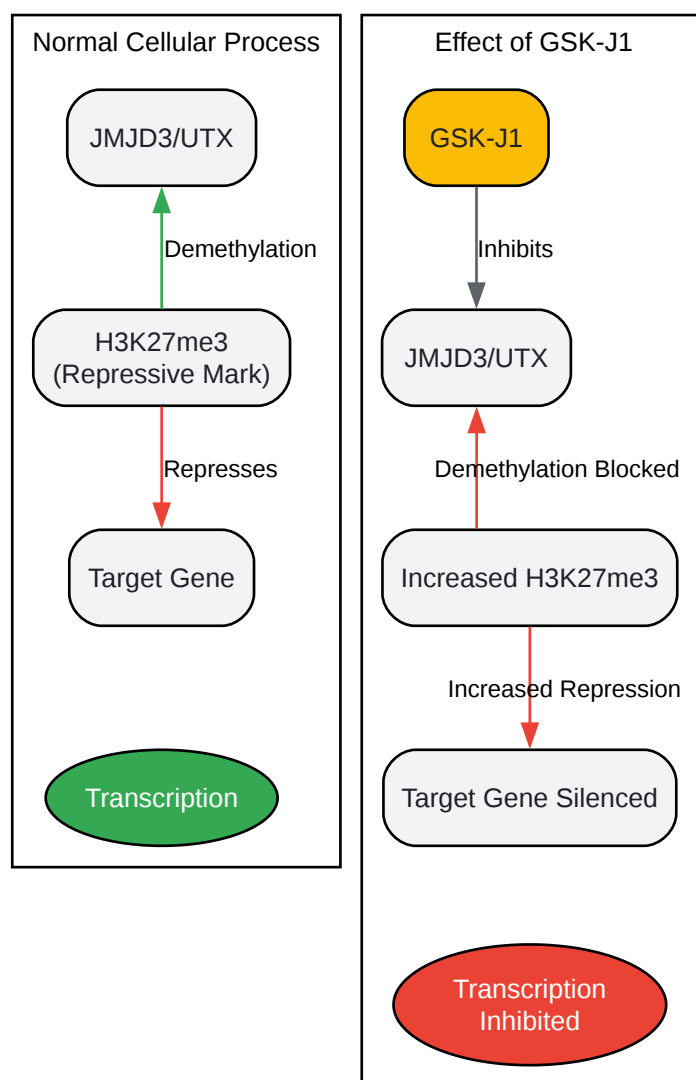 Normal Cellular Process
JMJD3/UTX
Demethylation
H3K27me3
(Repressive Mark)
Represses
Target Gene
Transcription
Effect of GSK-J1
GSK-J1
Inhibits
JMJD3/UTX
Demethylation Blocked
Increased H3K27me3
Increased Repression
Target Gene Silenced
Transcription
Inhibited